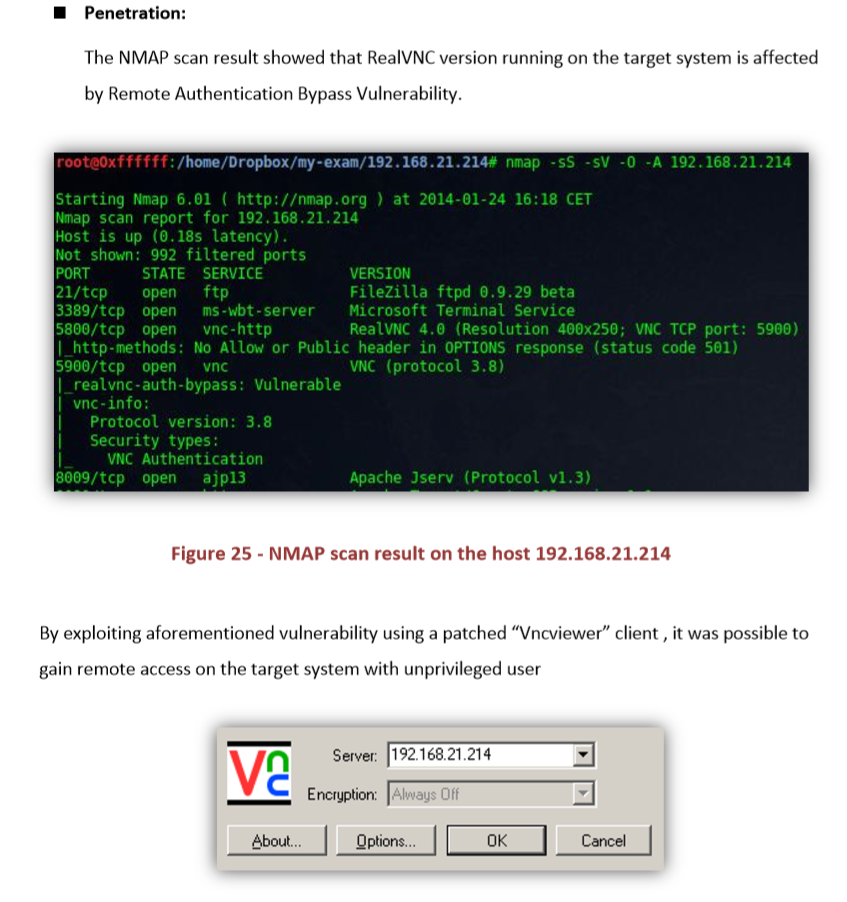 ■ Penetration:
The NMAP scan result showed that RealVNC version running on the target system is affected
by Remote Authentication Bypass Vulnerability.
root@0xffffff:/home/Dropbox/my-exam/192.168.21.214# nmap -sS -sV -O -A 192.168.21.214
Starting Nmap 6.01 ( http://nmap.org ) at 2014-01-24 16:18 CET
Nmap scan report for 192.168.21.214
Host is up (0.18s latency).
Not shown: 992 filtered ports
PORT STATE SERVICE VERSION
21/tcp open ftp FileZilla ftpd 0.9.29 beta
3389/tcp open ms-wbt-server Microsoft Terminal Service
5800/tcp open vnc-http RealVNC 4.0 (Resolution 400x250; VNC TCP port: 5900)
|_http-methods: No Allow or Public header in OPTIONS response (status code 501)
5900/tcp open vnc VNC (protocol 3.8)
|_realvnc-auth-bypass: Vulnerable
| vnc-info:
| Protocol version: 3.8
| Security types:
|_ VNC Authentication
8009/tcp open ajp13 Apache Jserv (Protocol v1.3)
Figure 25 - NMAP scan result on the host 192.168.21.214
By exploiting aforementioned vulnerability using a patched “Vncviewer” client , it was possible to
gain remote access on the target system with unprivileged user
VNC
Server: 192.168.21.214
Encryption: Always Off
About... Options... OK Cancel